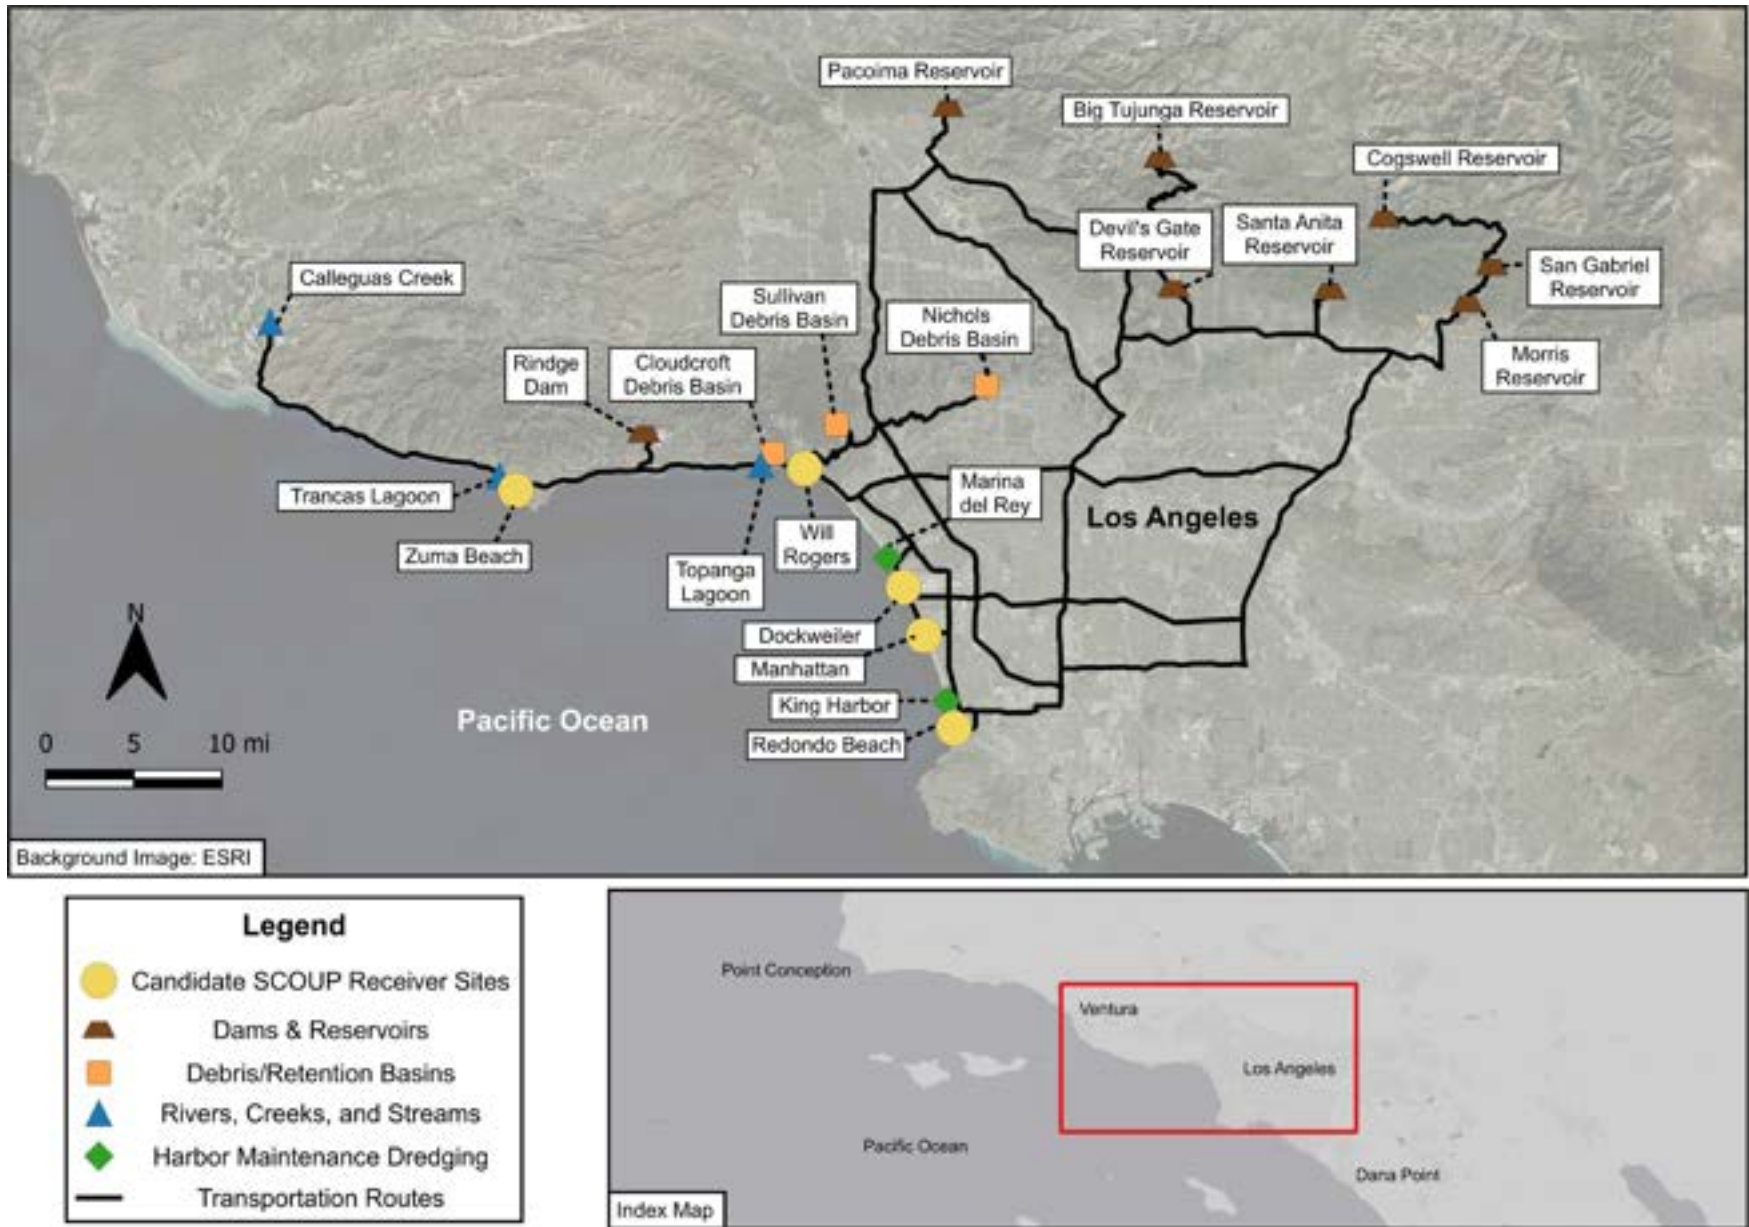 Pacoima Reservoir
Big Tujunga Reservoir
Cogswell Reservoir
Devil's Gate
Reservoir
Santa Anita
Reservoir
San Gabriel
Reservoir
Calleguas Creek
Sullivan
Debris Basin
Nichols
Debris Basin
Morris
Reservoir
Rindge
Dam
Cloudcroft
Debris Basin
Trancas Lagoon
Marina
del Rey
Los Angeles
Zuma Beach
Will
Rogers
Topanga
Lagoon
N
Dockweiler
Manhattan
King Harbor
Pacific Ocean
Redondo Beach
0 5 10 mi
Background Image: ESRI
Legend
Candidate SCOUP Receiver Sites
Dams & Reservoirs
Debris/Retention Basins
Rivers, Creeks, and Streams
Harbor Maintenance Dredging
Transportation Routes
Point Conception
Ventura
Los Angeles
Pacific Ocean
Dana Point
Index Map